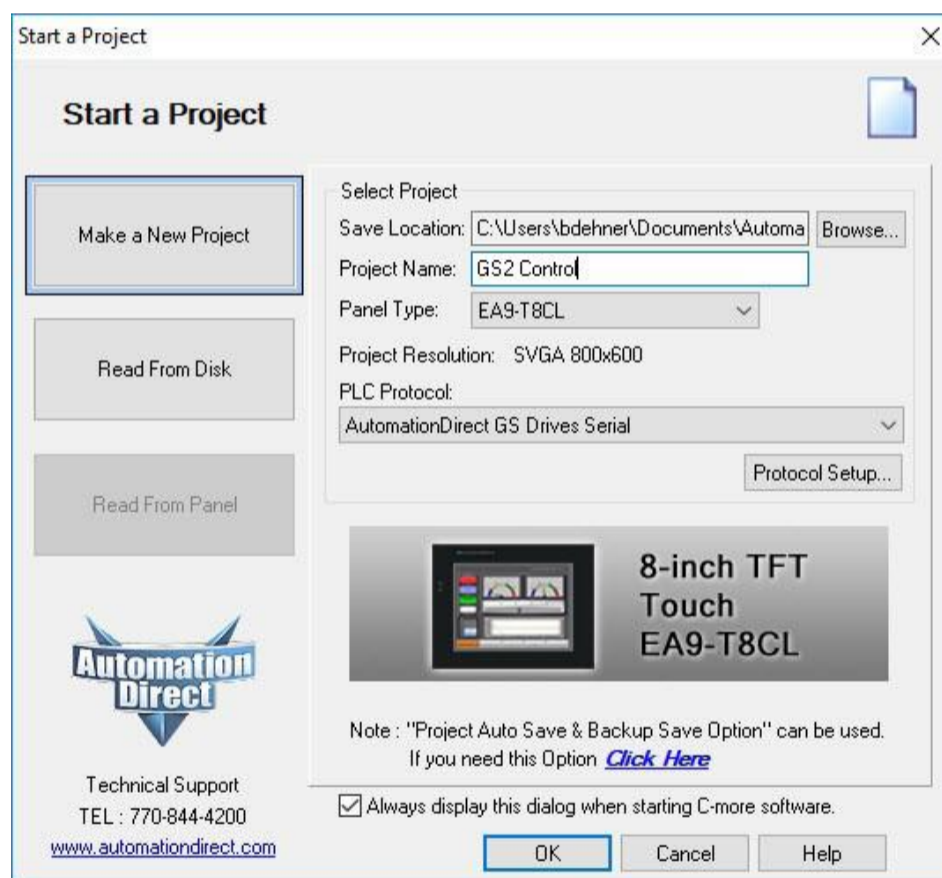 Start a Project
Start a Project
Make a New Project
Read From Disk
Read From Panel
Select Project
Save Location: C:\Users\bdehner\Documents\Automa Browse...
Project Name: GS2 Control
Panel Type: EA9-T8CL
Project Resolution: SVGA 800x600
PLC Protocol:
AutomationDirect GS Drives Serial
Protocol Setup...
8-inch TFT
Touch
EA9-T8CL
Note : "Project Auto Save & Backup Save Option" can be used.
If you need this Option Click Here
Automation
Direct
Technical Support
TEL : 770-844-4200
www.automationdirect.com
Always display this dialog when starting C-more software.
OK Cancel Help